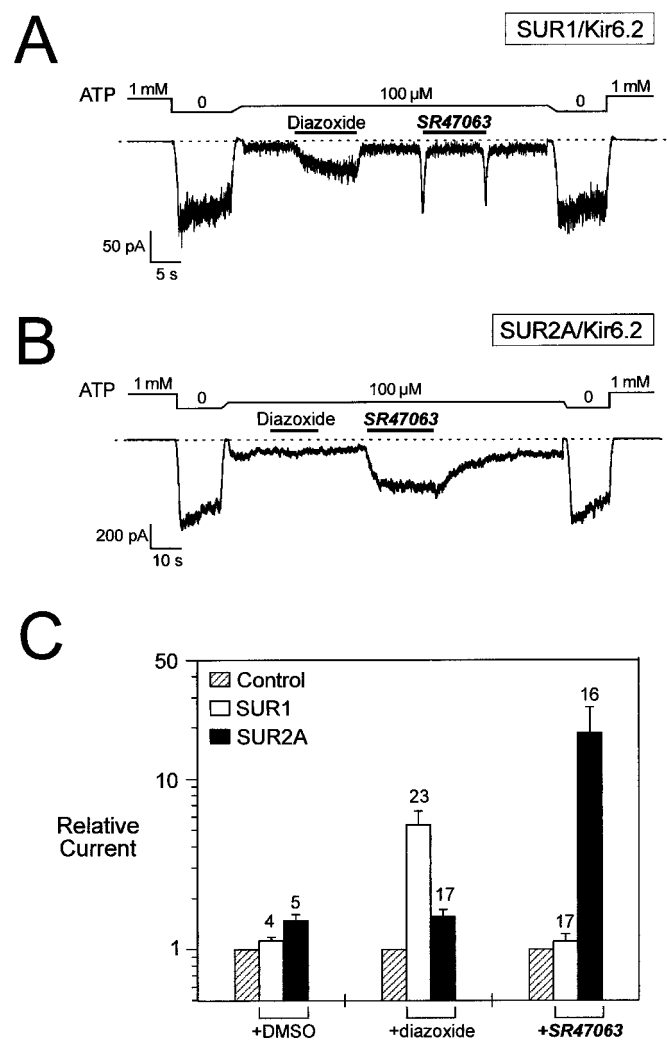 A
SUR1/Kir6.2
ATP 1 mM 0 100 µM 0 1 mM
Diazoxide SR47063
50 pA
5 s
B
SUR2A/Kir6.2
ATP 1 mM 0 100 µM 0 1 mM
Diazoxide SR47063
200 pA
10 s
C
50
Control
SUR1
SUR2A
16
10
23
Relative
Current
17
4 5 17
1
+DMSO +diazoxide +SR47063